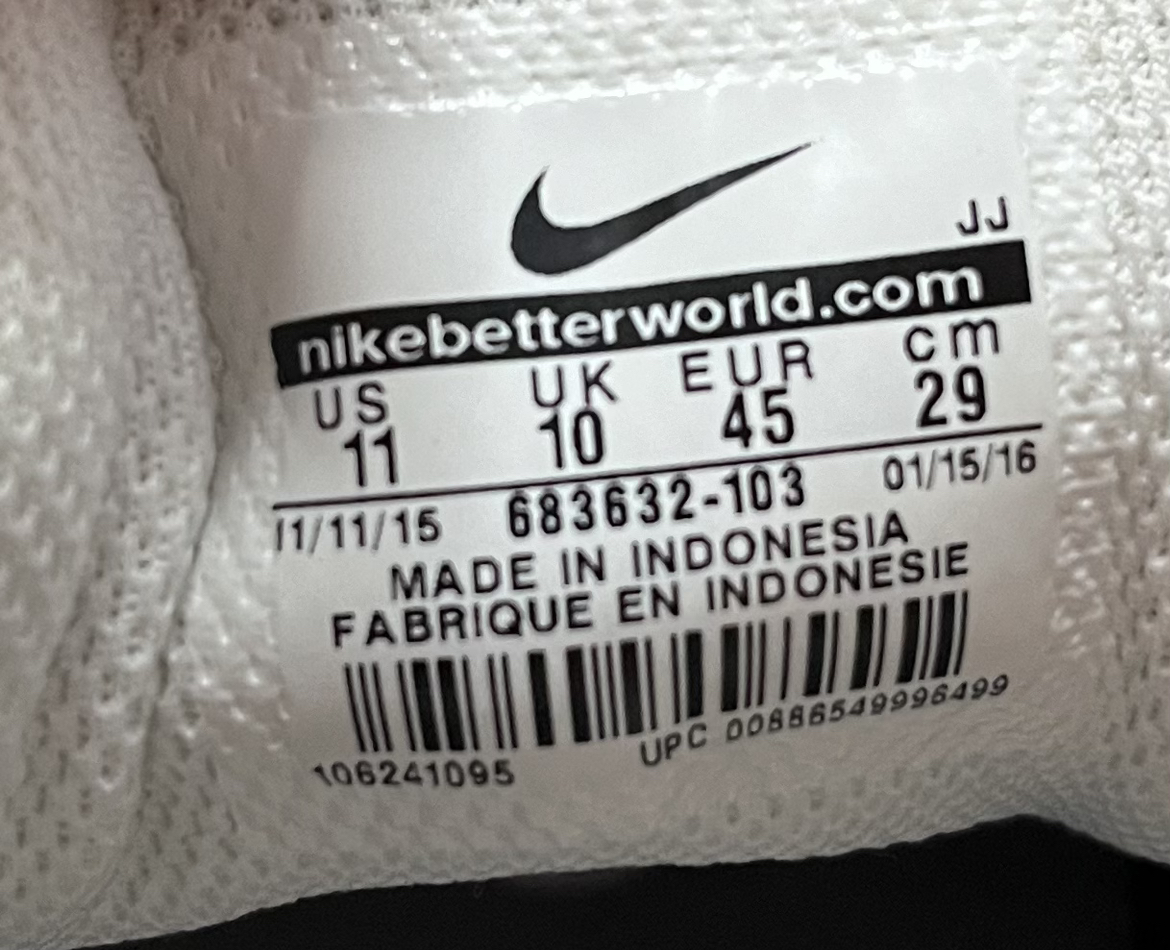 JJ
nikebetterworld.com
US UK EUR cm
11 10 45 29
11/11/15 683632-103 01/15/16
MADE IN INDONESIA
FABRIQUE EN INDONESIE
106241095 UPC 00886549996499